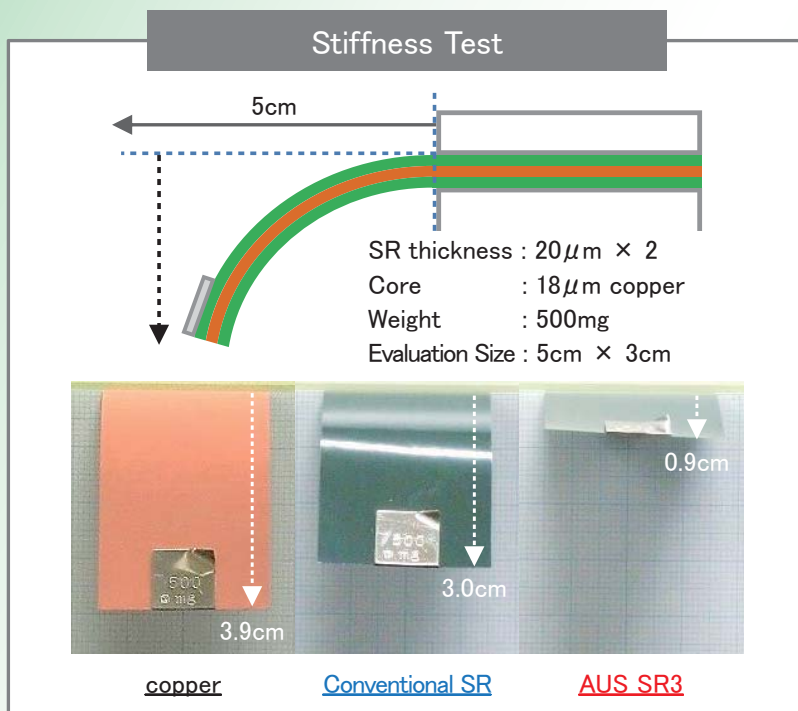 Stiffness Test
5cm
SR thickness : 20μm × 2
Core : 18μm copper
Weight : 500mg
Evaluation Size : 5cm × 3cm
500
mg
3.9cm
500
mg
3.0cm
0.9cm
copper
Conventional SR
AUS SR3